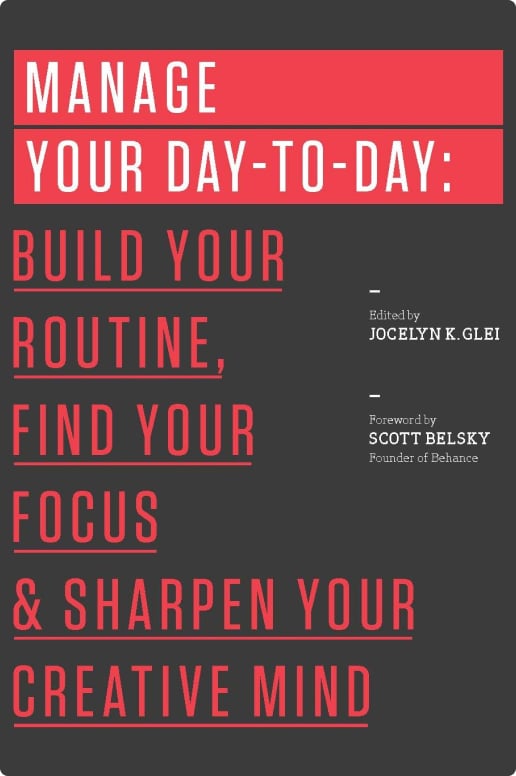 MANAGE
YOUR DAY-TO-DAY:
BUILD YOUR
ROUTINE,
FIND YOUR
FOCUS
& SHARPEN YOUR
CREATIVE MIND
Edited by
JOCELYN K. GLEI
Foreword by
SCOTT BELSKY
Founder of Behance